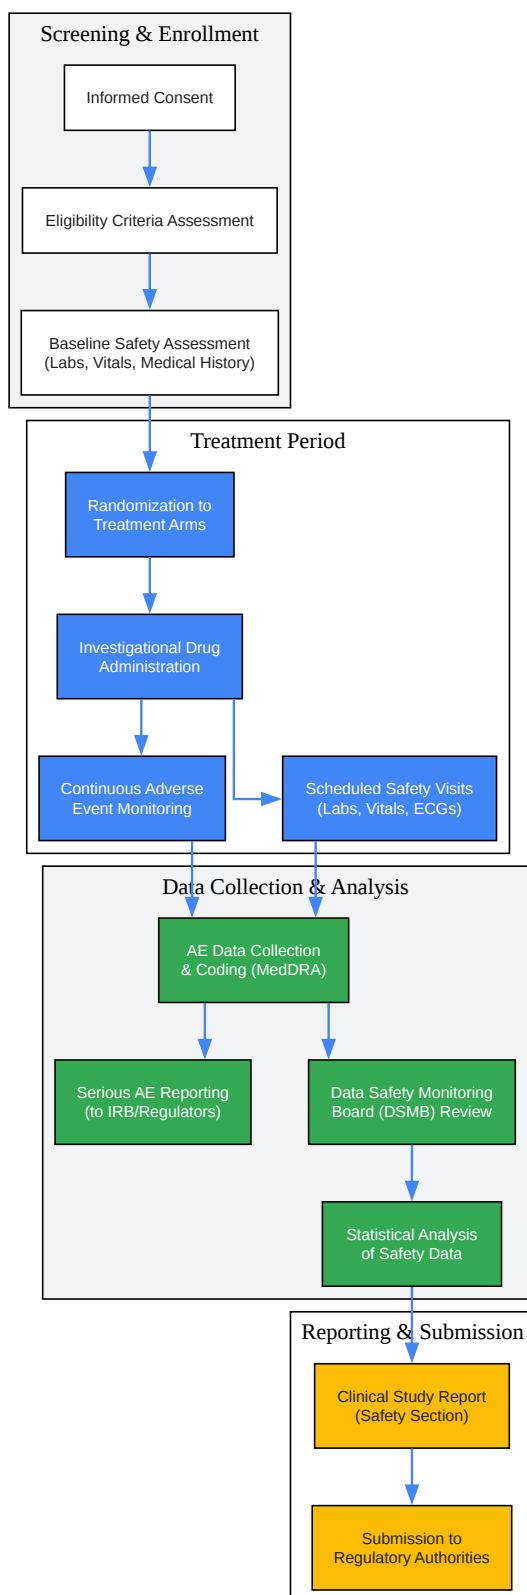 Screening & Enrollment
Informed Consent
Eligibility Criteria Assessment
Baseline Safety Assessment
(Labs, Vitals, Medical History)
Treatment Period
Randomization to
Treatment Arms
Investigational Drug
Administration
Continuous Adverse
Event Monitoring
Scheduled Safety Visits
(Labs, Vitals, ECGs)
Data Collection & Analysis
AE Data Collection
& Coding (MedDRA)
Serious AE Reporting
(to IRB/Regulators)
Data Safety Monitoring
Board (DSMB) Review
Statistical Analysis
of Safety Data
Reporting & Submission
Clinical Study Report
(Safety Section)
Submission to
Regulatory Authorities